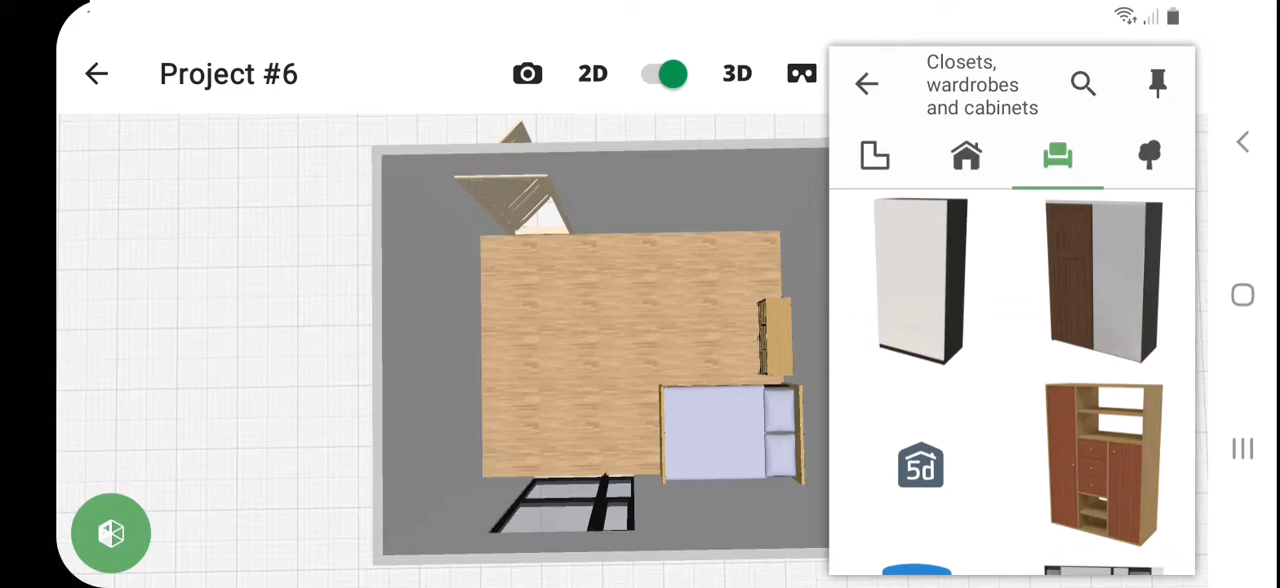 Project #6
2D
3D
Closets,
wardrobes
and cabinets
5d